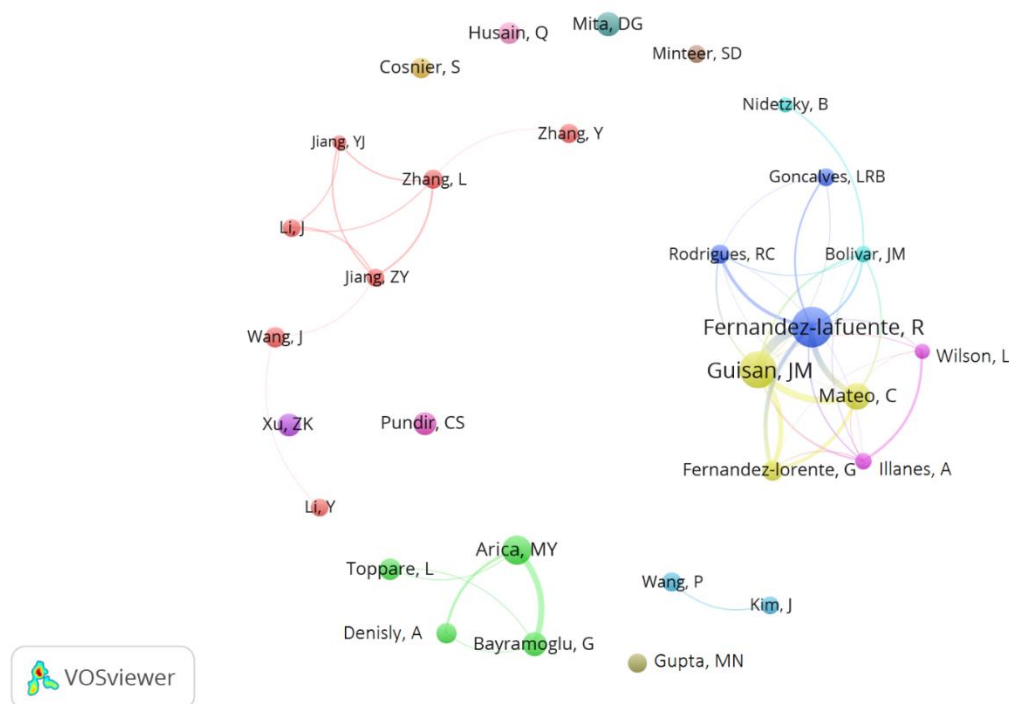 Husain, Q
Mita, DG
Cosnier, S
Minteer, SD
Nidetzky, B
Jiang, YJ
Zhang, Y
Zhang, L
Goncalves, LRB
Li, J
Rodrigues, RC
Bolivar, JM
Jiang, ZY
Fernandez-lafuente, R
Wang, J
Wilson, L
Guisan, JM
Mateo, C
Xu, ZK
Pundir, CS
Fernandez-lorente, G
Illanes, A
Li, Y
Arica, MY
Toppare, L
Wang, P
Kim, J
Denisly, A
Bayramoglu, G
Gupta, MN
VOSviewer